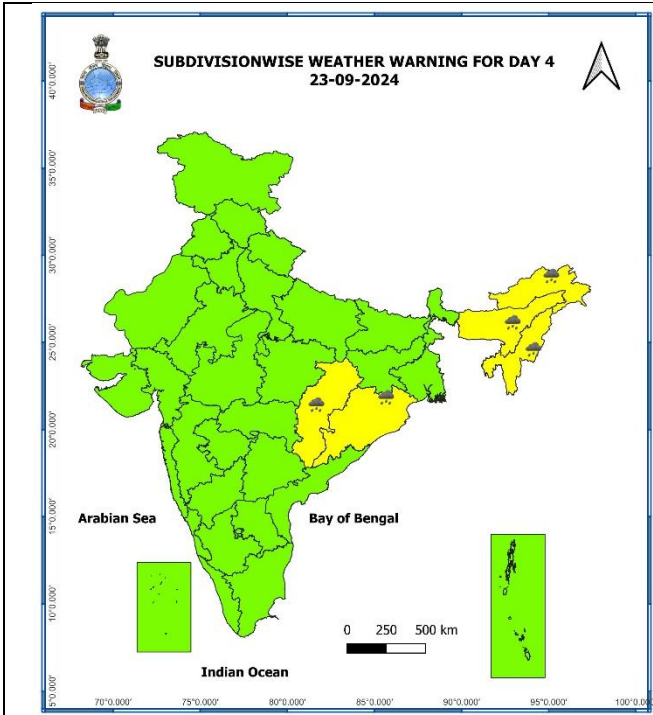 SUBDIVISIONWISE WEATHER WARNING FOR DAY 4
23-09-2024
40°0.000'
35°0.000'
30°0.000'
25°0.000'
20°0.000'
15°0.000'
10°0.000'
5°0.000'
Arabian Sea
Bay of Bengal
0 250 500 km
Indian Ocean
70°0.000' 75°0.000' 80°0.000' 85°0.000' 90°0.000' 95°0.000' 100°0.000'